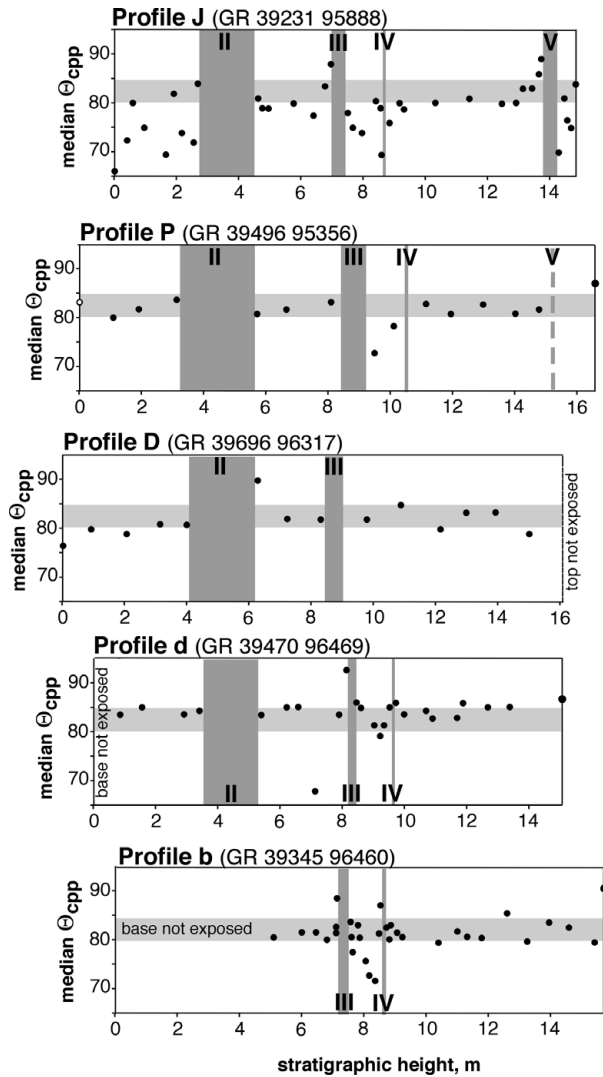 Profile J (GR 39231 95888)
median Θcpp
90
80
70
II
III
IV
V
0 2 4 6 8 10 12 14
Profile P (GR 39496 95356)
median Θcpp
90
80
70
II
III
IV
V
0 2 4 6 8 10 12 14 16
Profile D (GR 39696 96317)
median Θcpp
90
80
70
II
III
top not exposed
0 2 4 6 8 10 12 14 16
Profile d (GR 39470 96469)
median Θcpp
90
80
70
base not exposed
II
III
IV
0 2 4 6 8 10 12 14
Profile b (GR 39345 96460)
median Θcpp
90
80
70
base not exposed
III
IV
0 2 4 6 8 10 12 14
stratigraphic height, m